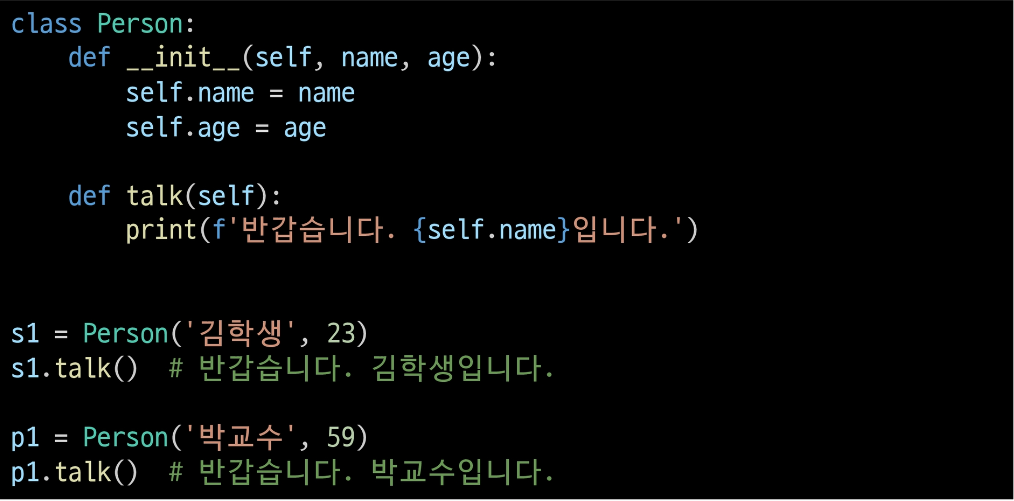 class Person:
    def __init__(self, name, age):
        self.name = name
        self.age = age
    def talk(self):
        print(f'반갑습니다. {self.name}입니다.')
s1 = Person('김학생', 23)
s1.talk()  # 반갑습니다. 김학생입니다.
p1 = Person('박교수', 59)
p1.talk()  # 반갑습니다. 박교수입니다.